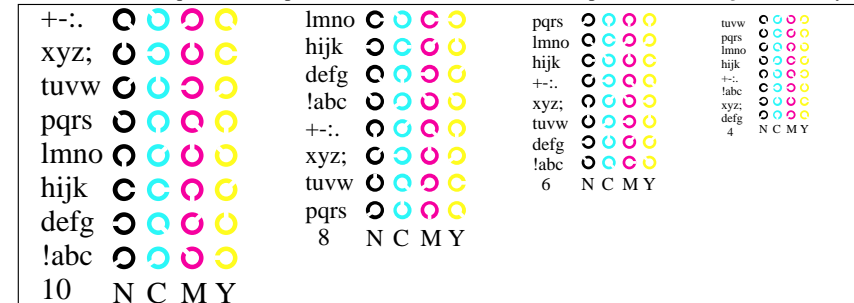 +-:.
xyz;
tuvw
pqrs
lmno
hijk
defg
!abc
10 N C M Y
lmno
hijk
defg
!abc
+-:.
xyz;
tuvw
pqrs
8 N C M Y
pqrs
lmno
hijk
+-:.
xyz;
tuvw
defg
!abc
6 N C M Y
tuvw
pqrs
lmno
hijk
+-:.
!abc
xyz;
defg
4 N C M Y